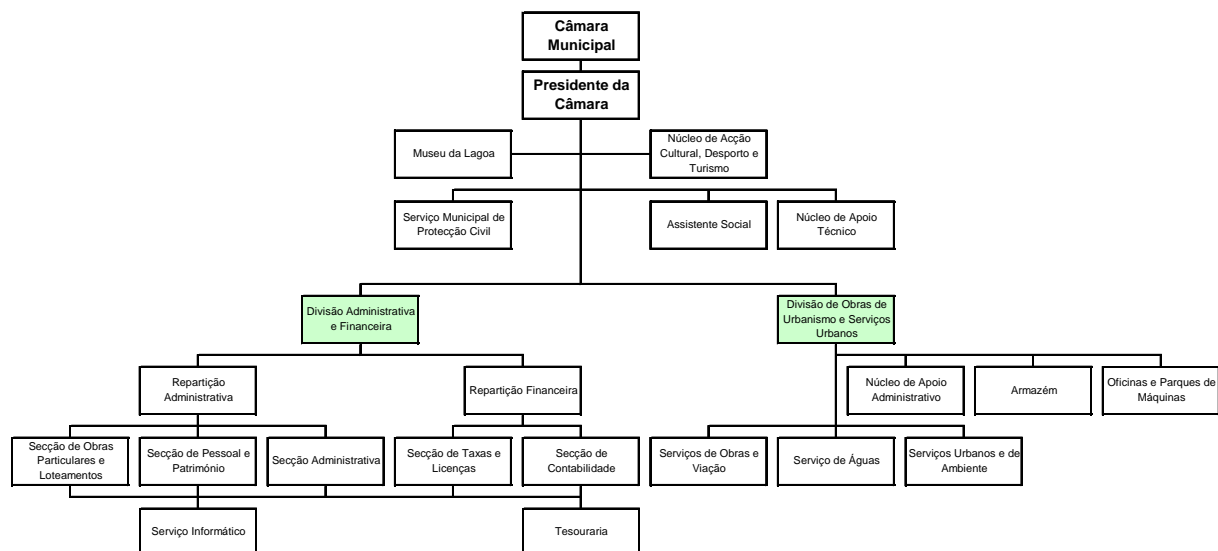 Câmara
Municipal
Presidente da
Câmara
Museu da Lagoa
Núcleo de Acção
Cultural, Desporto e
Turismo
Serviço Municipal de
Protecção Civil
Assistente Social
Núcleo de Apoio
Técnico
Divisão Administrativa
e Financeira
Divisão de Obras de
Urbanismo e Serviços
Urbanos
Repartição
Administrativa
Repartição Financeira
Núcleo de Apoio
Administrativo
Armazém
Oficinas e Parques de
Máquinas
Secção de Obras
Particulares e
Loteamentos
Secção de Pessoal e
Património
Secção Administrativa
Secção de Taxas e
Licenças
Secção de
Contabilidade
Serviços de Obras e
Viação
Serviço de Águas
Serviços Urbanos e de
Ambiente
Serviço Informático
Tesouraria